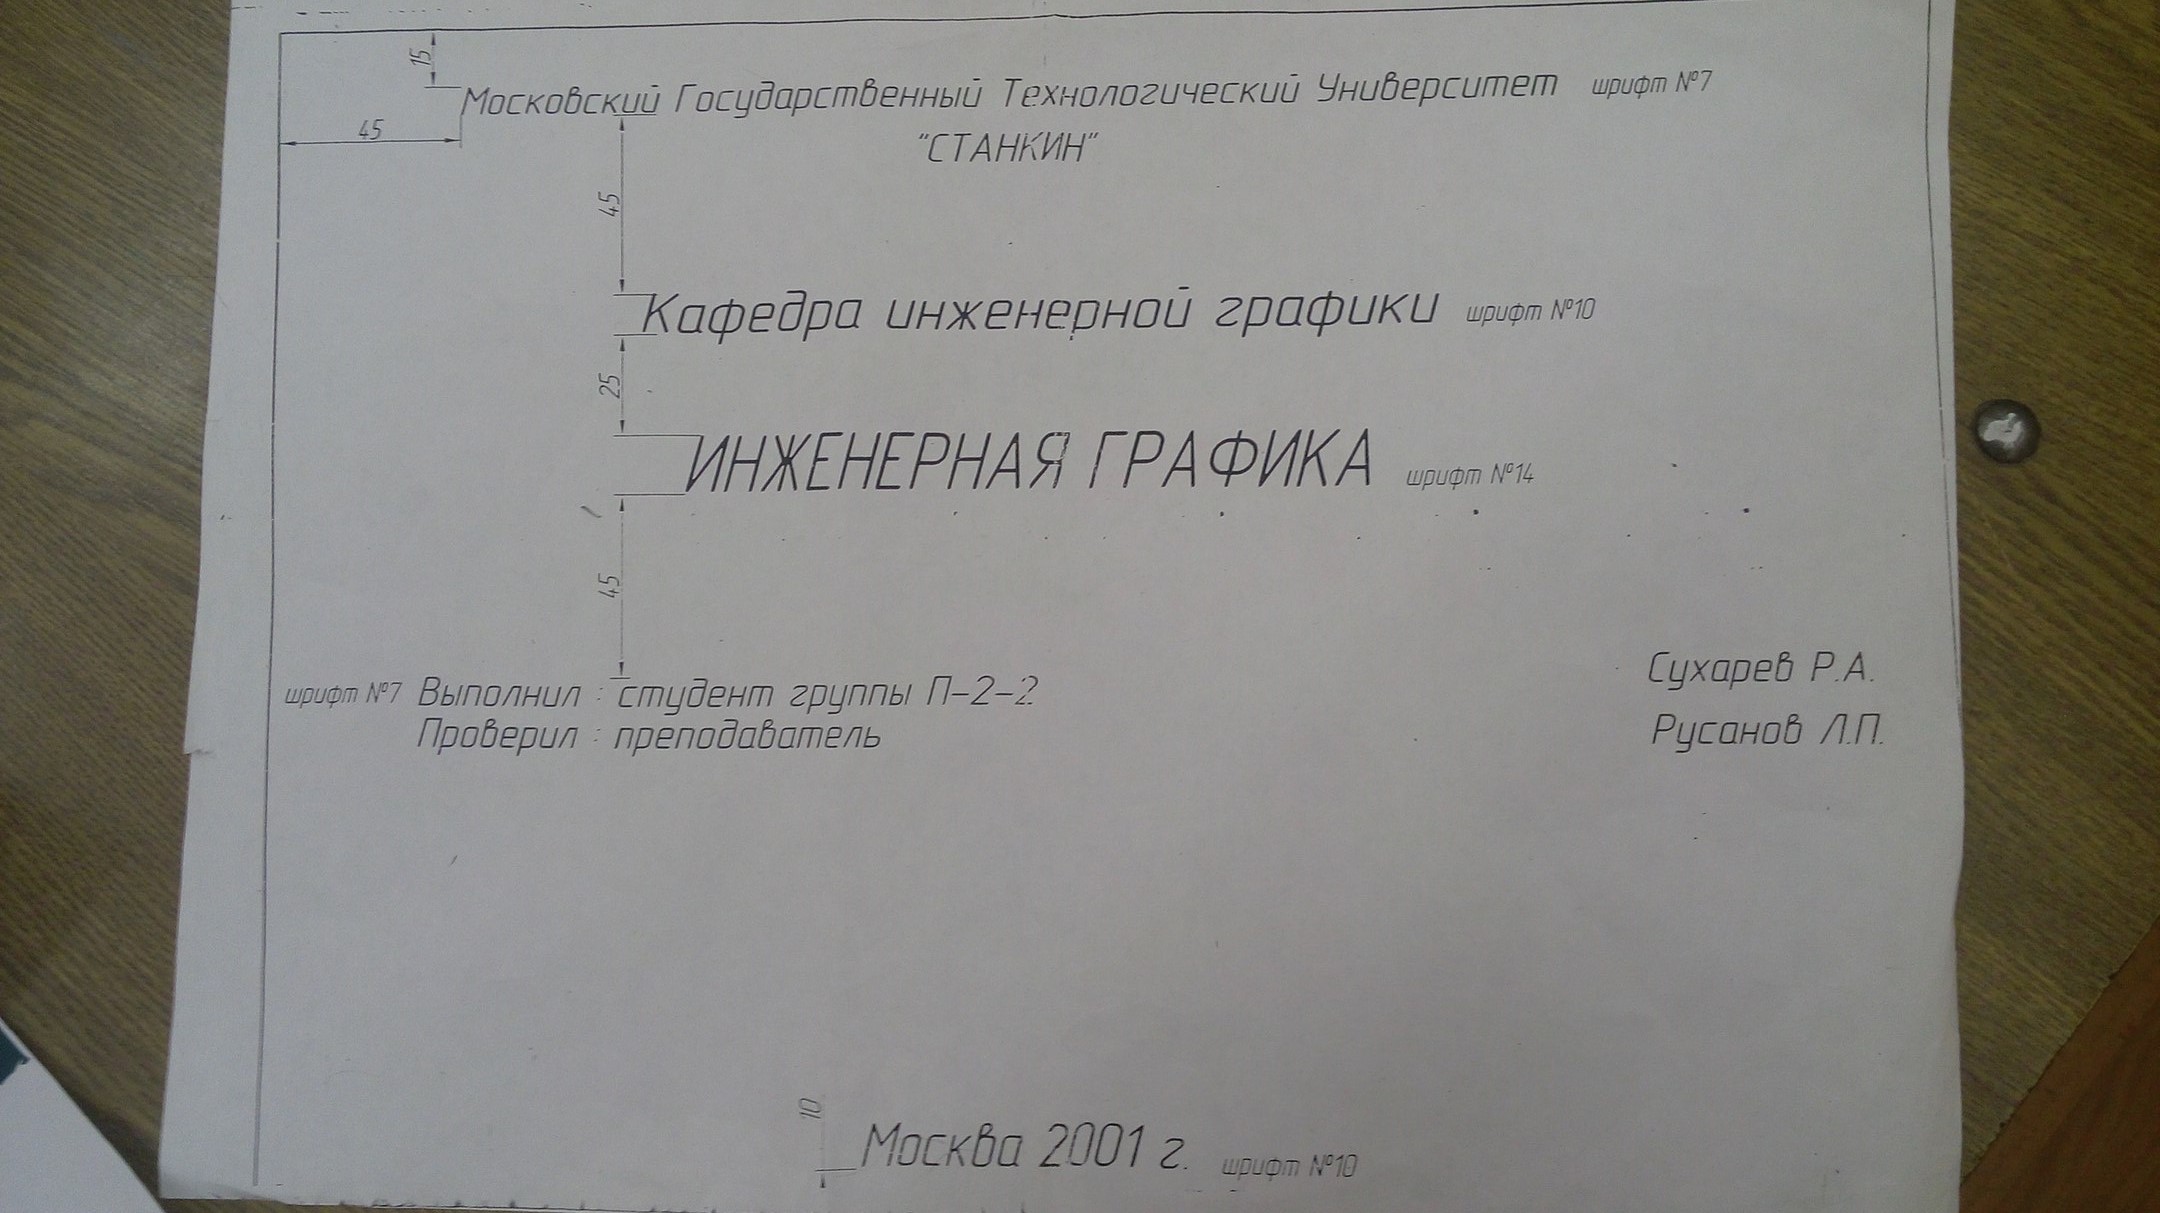 15
Московский Государственный Технологический Университет шрифт №7
45
"СТАНКИН"
45
Кафедра инженерной графики шрифт №10
25
ИНЖЕНЕРНАЯ ГРАФИКА шрифт №14
45
Сухарев Р.А.
шрифт №7 Выполнил : студент группы П-2-2
Русанов Л.П.
Проверил : преподаватель
10
Москва 2001 г. шрифт №10